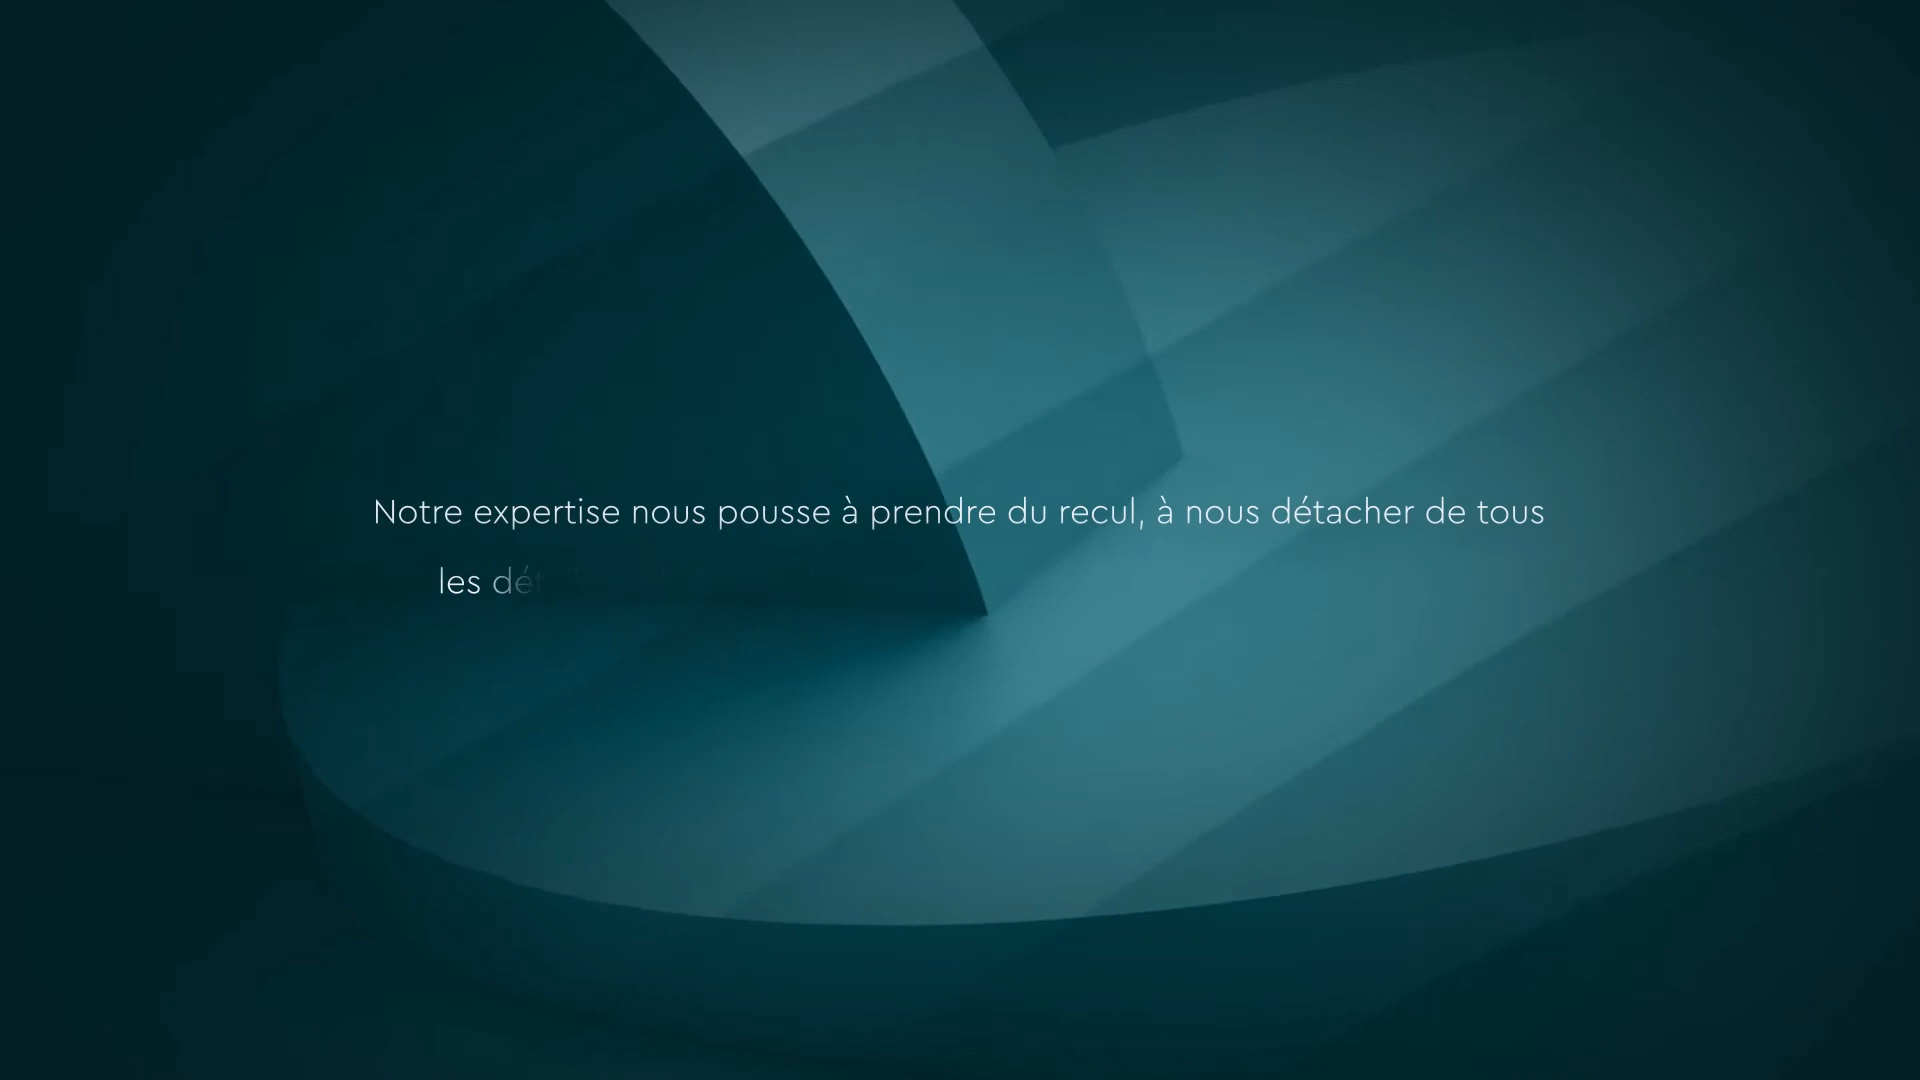 Notre expertise nous pousse à prendre du recul, à nous détacher de tous
les